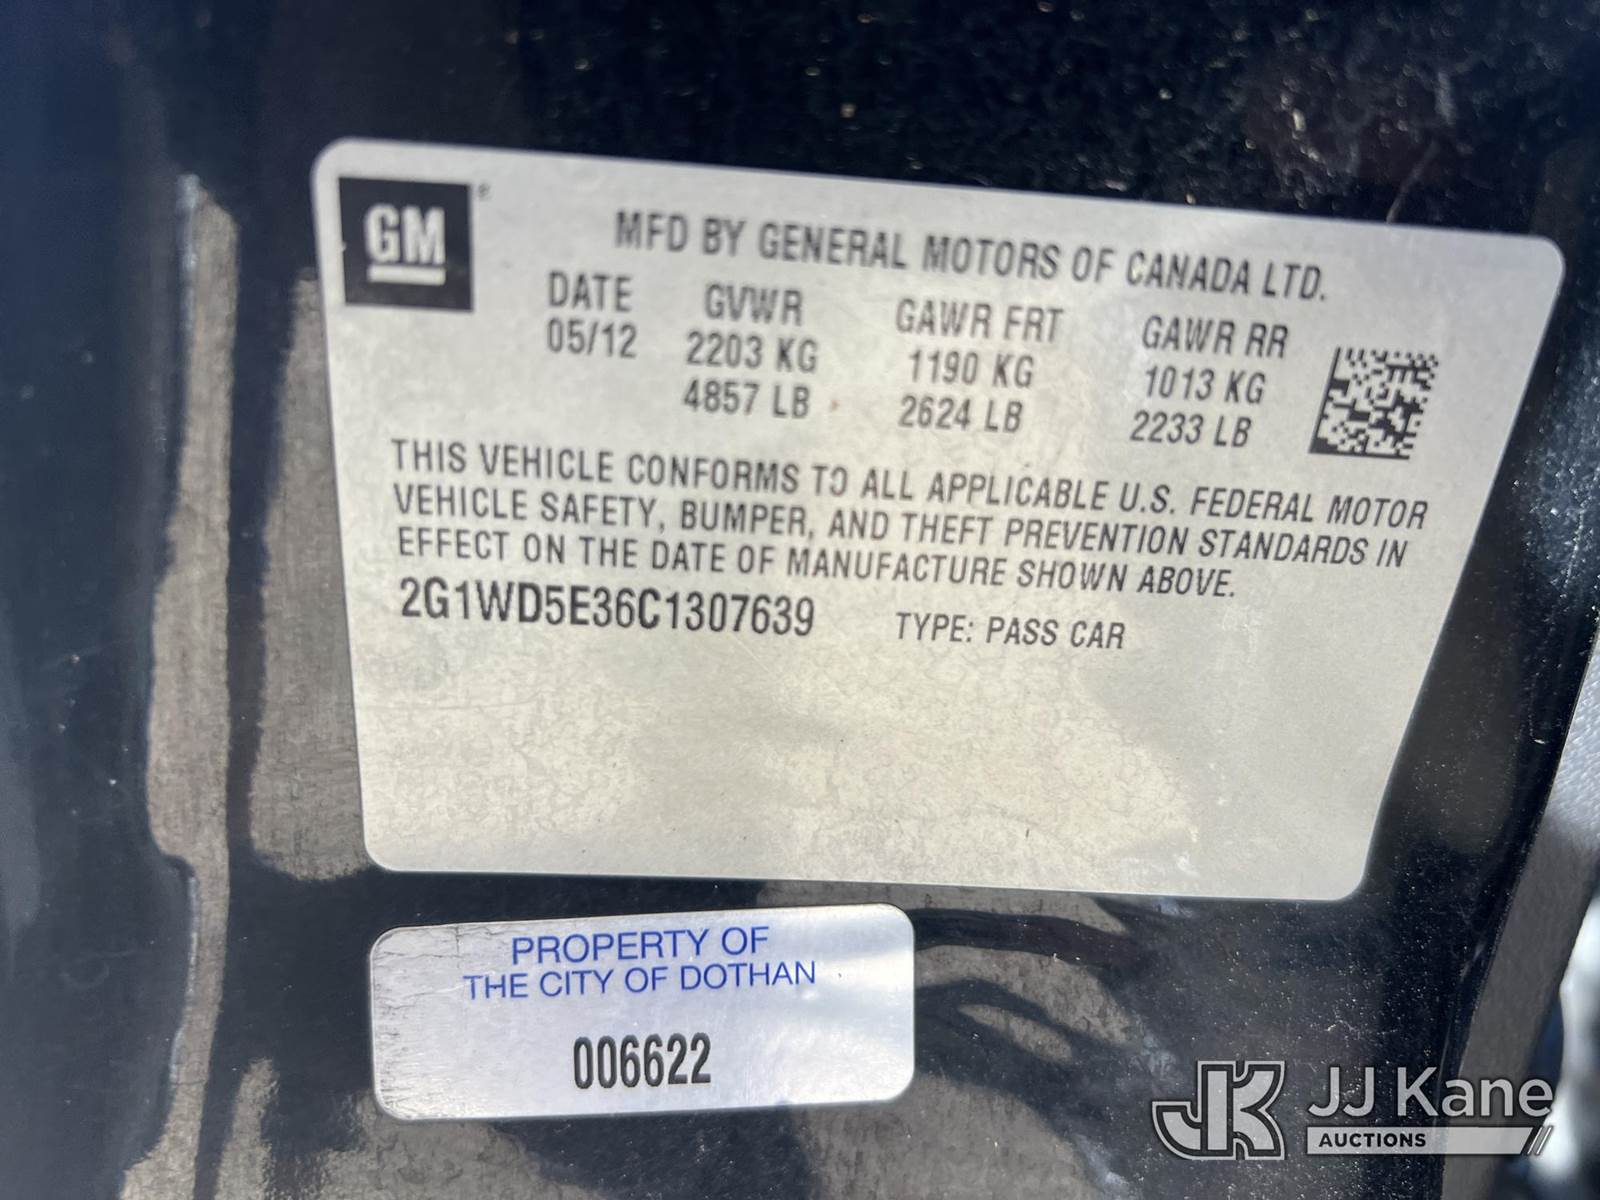 GM
MFD BY GENERAL MOTORS OF CANADA LTD.
DATE GVWR GAWR FRT GAWR RR
05/12 2203 KG 1190 KG 1013 KG
4857 LB 2624 LB 2233 LB
THIS VEHICLE CONFORMS TO ALL APPLICABLE U.S. FEDERAL MOTOR
VEHICLE SAFETY, BUMPER, AND THEFT PREVENTION STANDARDS IN
EFFECT ON THE DATE OF MANUFACTURE SHOWN ABOVE.
2G1WD5E36C1307639 TYPE: PASS CAR
PROPERTY OF
THE CITY OF DOTHAN
006622
JK JJ Kane
AUCTIONS